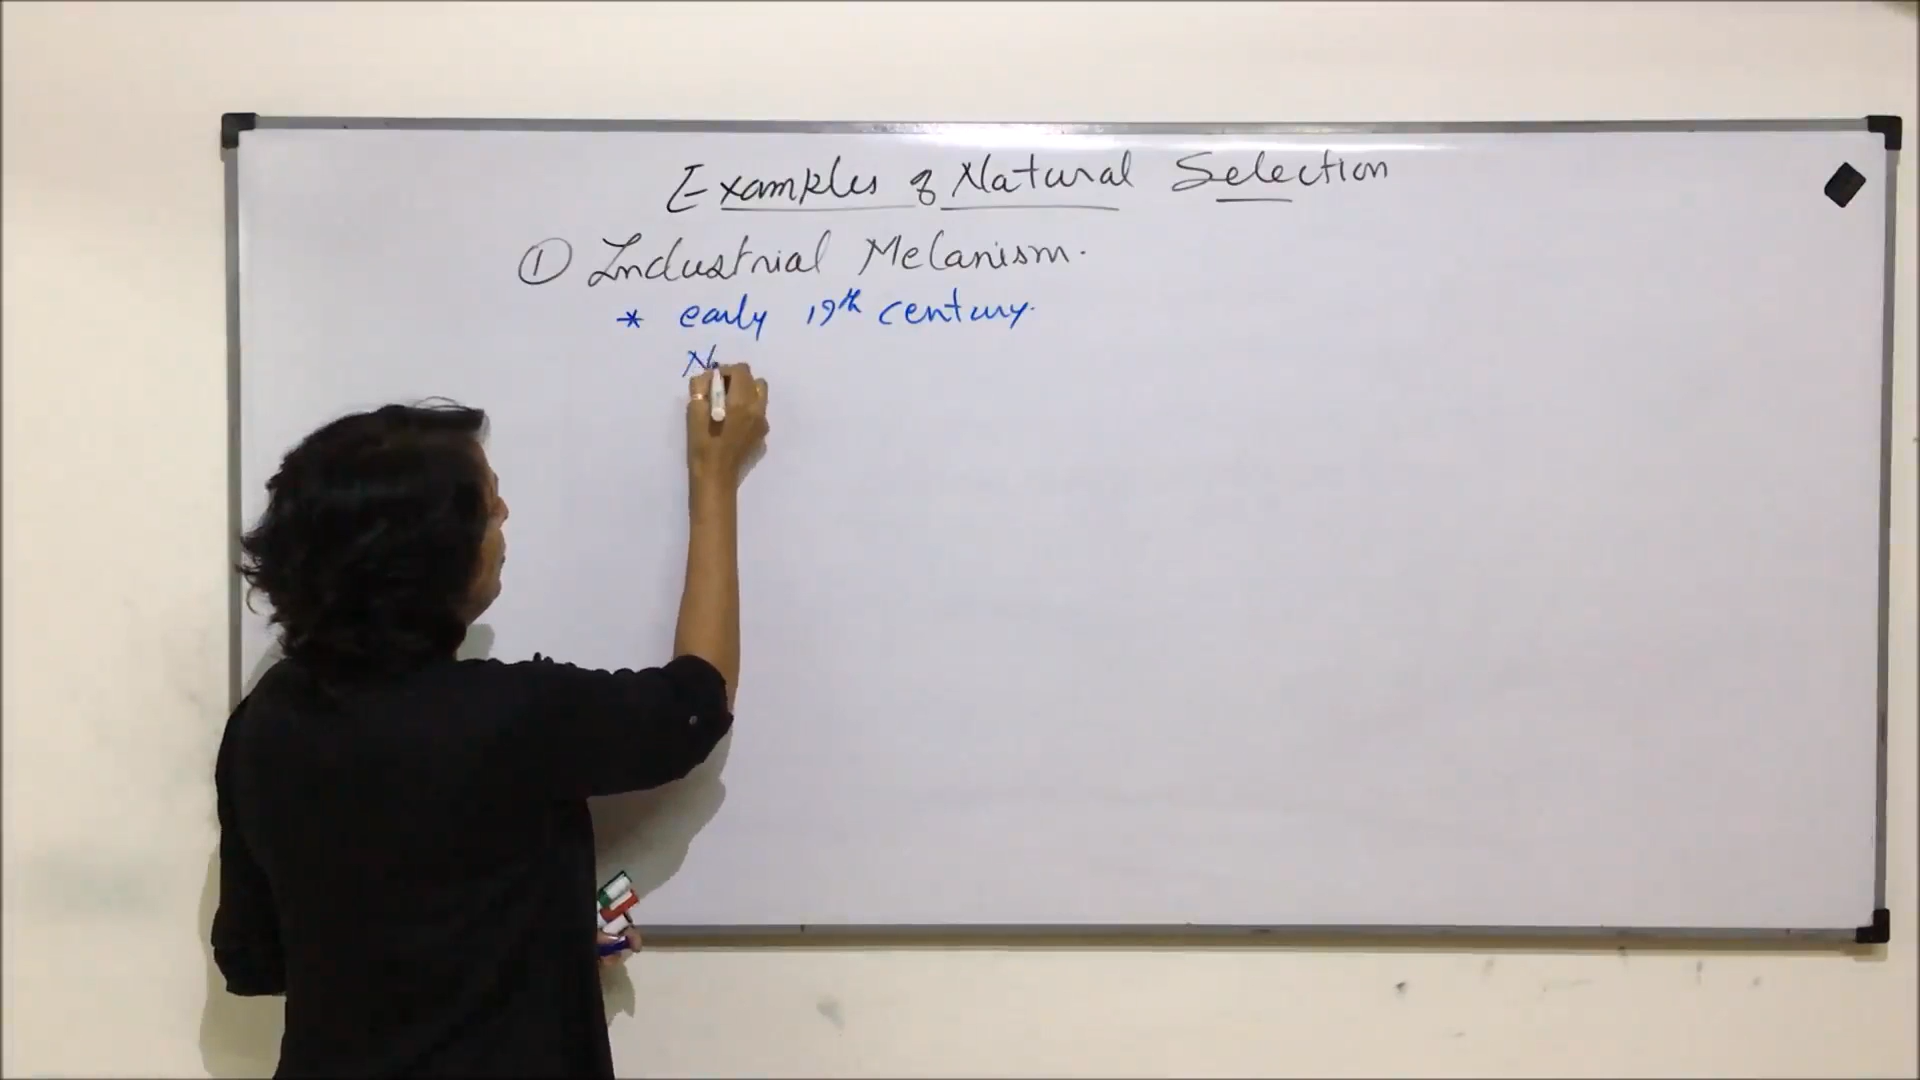 Examples of Natural Selection
① Industrial Melanism.
* early 19th century.